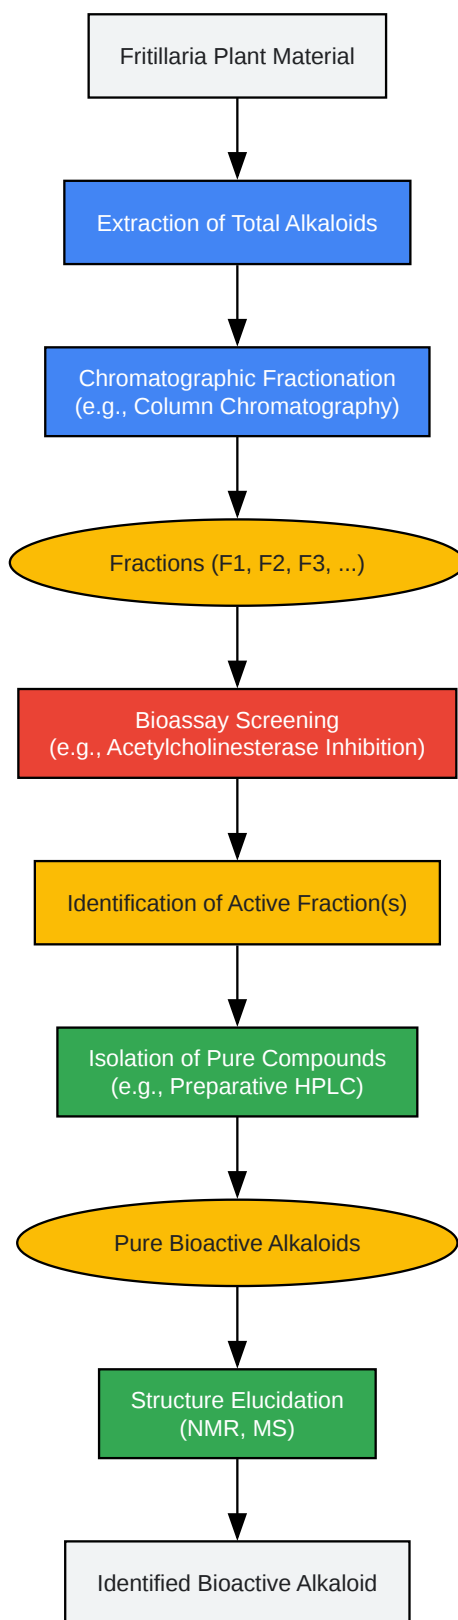 Fritillaria Plant Material
Extraction of Total Alkaloids
Chromatographic Fractionation
(e.g., Column Chromatography)
Fractions (F1, F2, F3, ...)
Bioassay Screening
(e.g., Acetylcholinesterase Inhibition)
Identification of Active Fraction(s)
Isolation of Pure Compounds
(e.g., Preparative HPLC)
Pure Bioactive Alkaloids
Structure Elucidation
(NMR, MS)
Identified Bioactive Alkaloid